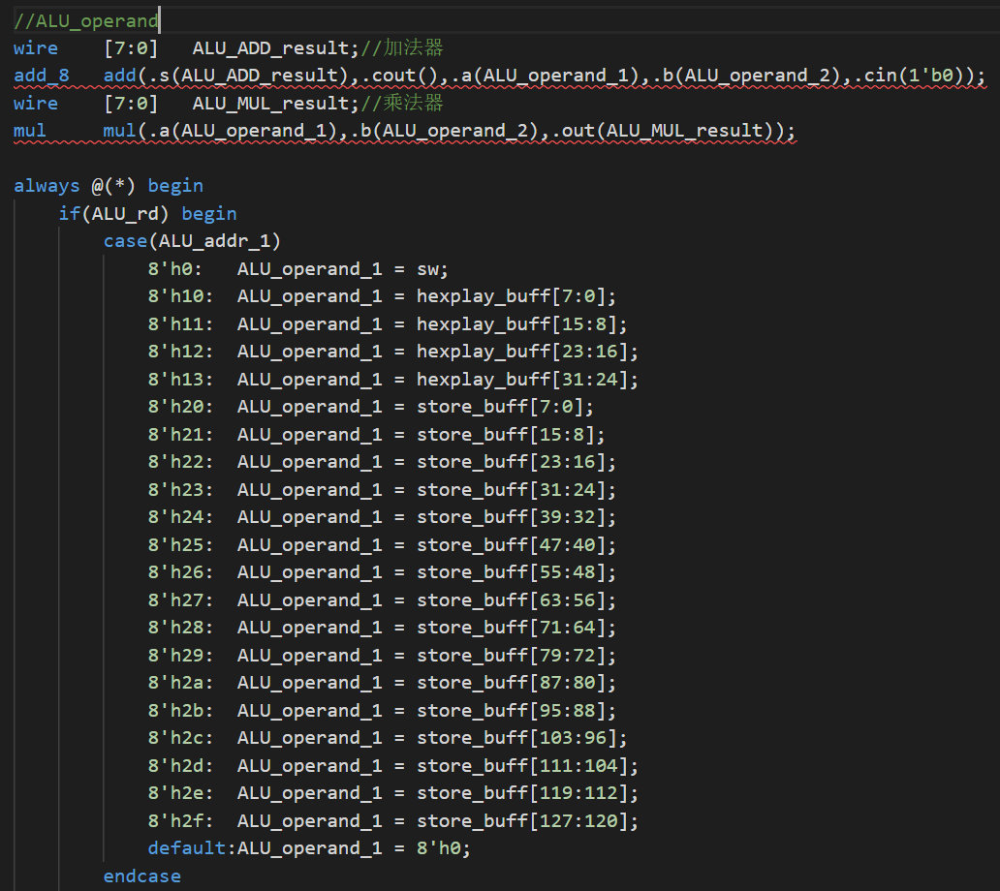 //ALU_operand
wire    [7:0]   ALU_ADD_result;//加法器
add_8   add(.s(ALU_ADD_result),.cout(),.a(ALU_operand_1),.b(ALU_operand_2),.cin(1'b0));
wire    [7:0]   ALU_MUL_result;//乘法器
mul     mul(.a(ALU_operand_1),.b(ALU_operand_2),.out(ALU_MUL_result));
always @(*) begin
    if(ALU_rd) begin
        case(ALU_addr_1)
            8'h0:   ALU_operand_1 = sw;
            8'h10:  ALU_operand_1 = hexplay_buff[7:0];
            8'h11:  ALU_operand_1 = hexplay_buff[15:8];
            8'h12:  ALU_operand_1 = hexplay_buff[23:16];
            8'h13:  ALU_operand_1 = hexplay_buff[31:24];
            8'h20:  ALU_operand_1 = store_buff[7:0];
            8'h21:  ALU_operand_1 = store_buff[15:8];
            8'h22:  ALU_operand_1 = store_buff[23:16];
            8'h23:  ALU_operand_1 = store_buff[31:24];
            8'h24:  ALU_operand_1 = store_buff[39:32];
            8'h25:  ALU_operand_1 = store_buff[47:40];
            8'h26:  ALU_operand_1 = store_buff[55:48];
            8'h27:  ALU_operand_1 = store_buff[63:56];
            8'h28:  ALU_operand_1 = store_buff[71:64];
            8'h29:  ALU_operand_1 = store_buff[79:72];
            8'h2a:  ALU_operand_1 = store_buff[87:80];
            8'h2b:  ALU_operand_1 = store_buff[95:88];
            8'h2c:  ALU_operand_1 = store_buff[103:96];
            8'h2d:  ALU_operand_1 = store_buff[111:104];
            8'h2e:  ALU_operand_1 = store_buff[119:112];
            8'h2f:  ALU_operand_1 = store_buff[127:120];
            default:ALU_operand_1 = 8'h0;
        endcase